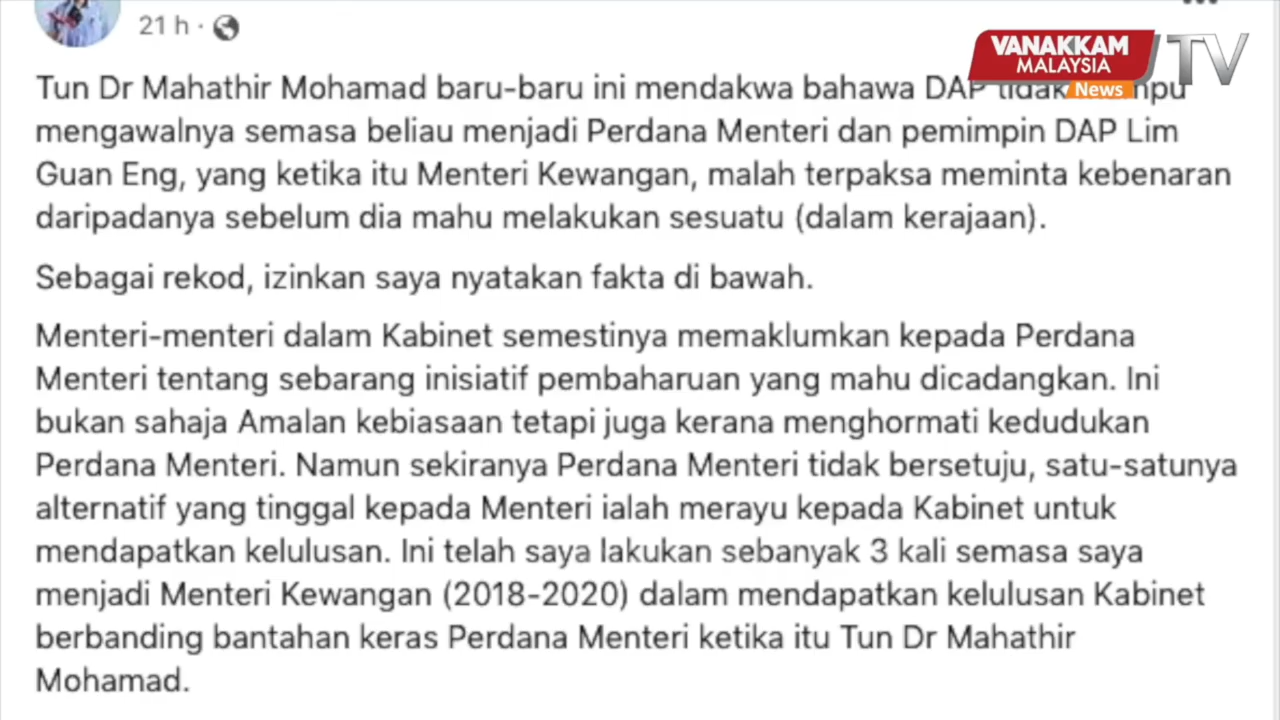 21 h ·
VANAKKAM
MALAYSIA
News
TV
Tun Dr Mahathir Mohamad baru-baru ini mendakwa bahawa DAP tidak
mengawalnya semasa beliau menjadi Perdana Menteri dan pemimpin DAP Lim
Guan Eng, yang ketika itu Menteri Kewangan, malah terpaksa meminta kebenaran
daripadanya sebelum dia mahu melakukan sesuatu (dalam kerajaan).
Sebagai rekod, izinkan saya nyatakan fakta di bawah.
Menteri-menteri dalam Kabinet semestinya memaklumkan kepada Perdana
Menteri tentang sebarang inisiatif pembaharuan yang mahu dicadangkan. Ini
bukan sahaja Amalan kebiasaan tetapi juga kerana menghormati kedudukan
Perdana Menteri. Namun sekiranya Perdana Menteri tidak bersetuju, satu-satunya
alternatif yang tinggal kepada Menteri ialah merayu kepada Kabinet untuk
mendapatkan kelulusan. Ini telah saya lakukan sebanyak 3 kali semasa saya
menjadi Menteri Kewangan (2018-2020) dalam mendapatkan kelulusan Kabinet
berbanding bantahan keras Perdana Menteri ketika itu Tun Dr Mahathir
Mohamad.